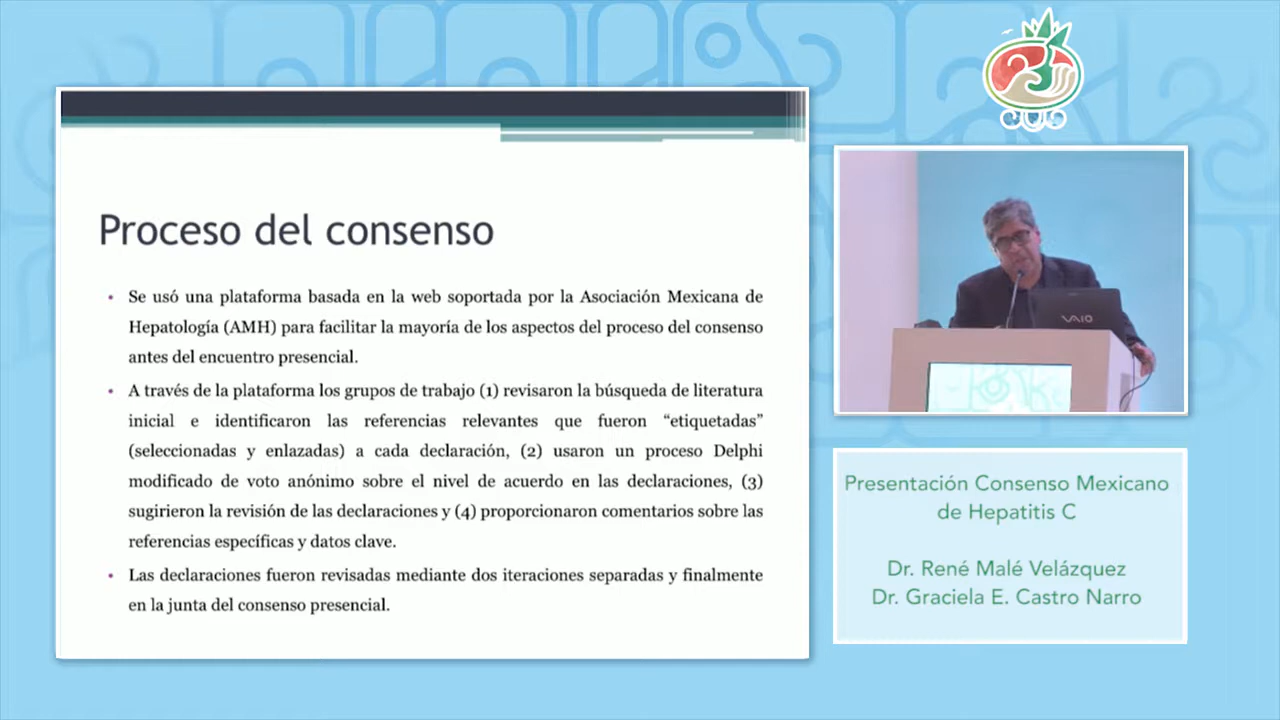 Proceso del consenso
• Se usó una plataforma basada en la web soportada por la Asociación Mexicana de
Hepatología (AMH) para facilitar la mayoría de los aspectos del proceso del consenso
antes del encuentro presencial.
• A través de la plataforma los grupos de trabajo (1) revisaron la búsqueda de literatura
inicial e identificaron las referencias relevantes que fueron “etiquetadas”
(seleccionadas y enlazadas) a cada declaración, (2) usaron un proceso Delphi
modificado de voto anónimo sobre el nivel de acuerdo en las declaraciones, (3)
sugirieron la revisión de las declaraciones y (4) proporcionaron comentarios sobre las
referencias específicas y datos clave.
• Las declaraciones fueron revisadas mediante dos iteraciones separadas y finalmente
en la junta del consenso presencial.
VAIO
Presentación Consenso Mexicano
de Hepatitis C
Dr. René Malé Velázquez
Dr. Graciela E. Castro Narro